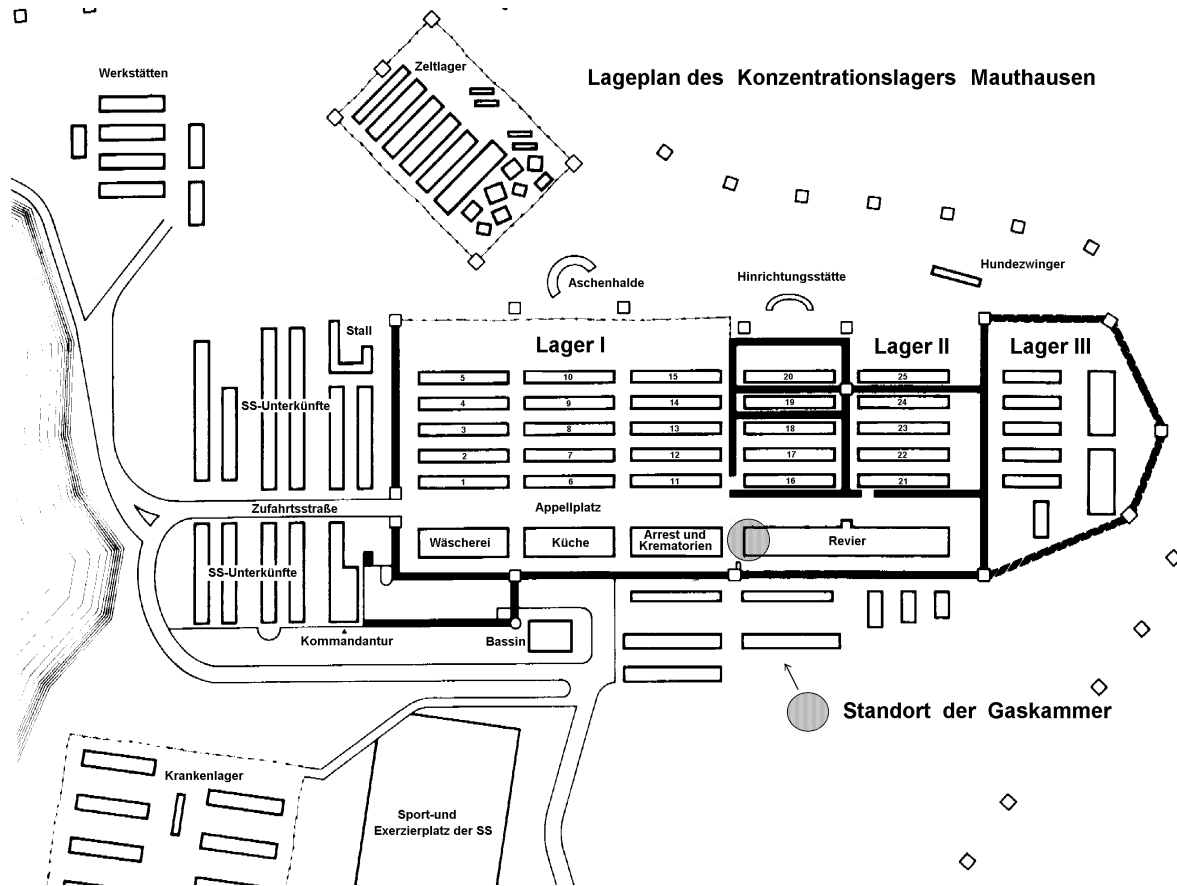 Lageplan des Konzentrationslagers Mauthausen
Zeltlager
Werkstätten
Hundezwinger
Hinrichtungsstätte
Aschenhalde
Stall
Lager I
Lager II
Lager III
5 10 15 20 25
4 9 14 19 24
3 8 13 18 23
2 7 12 17 22
1 6 11 16 21
SS-Unterkünfte
Zufahrtsstraße
Appellplatz
Wäscherei
Küche
Arrest und
Krematorien
Revier
SS-Unterkünfte
Kommandantur
Bassin
Standort der Gaskammer
Krankenlager
Sport-und
Exerzierplatz der SS